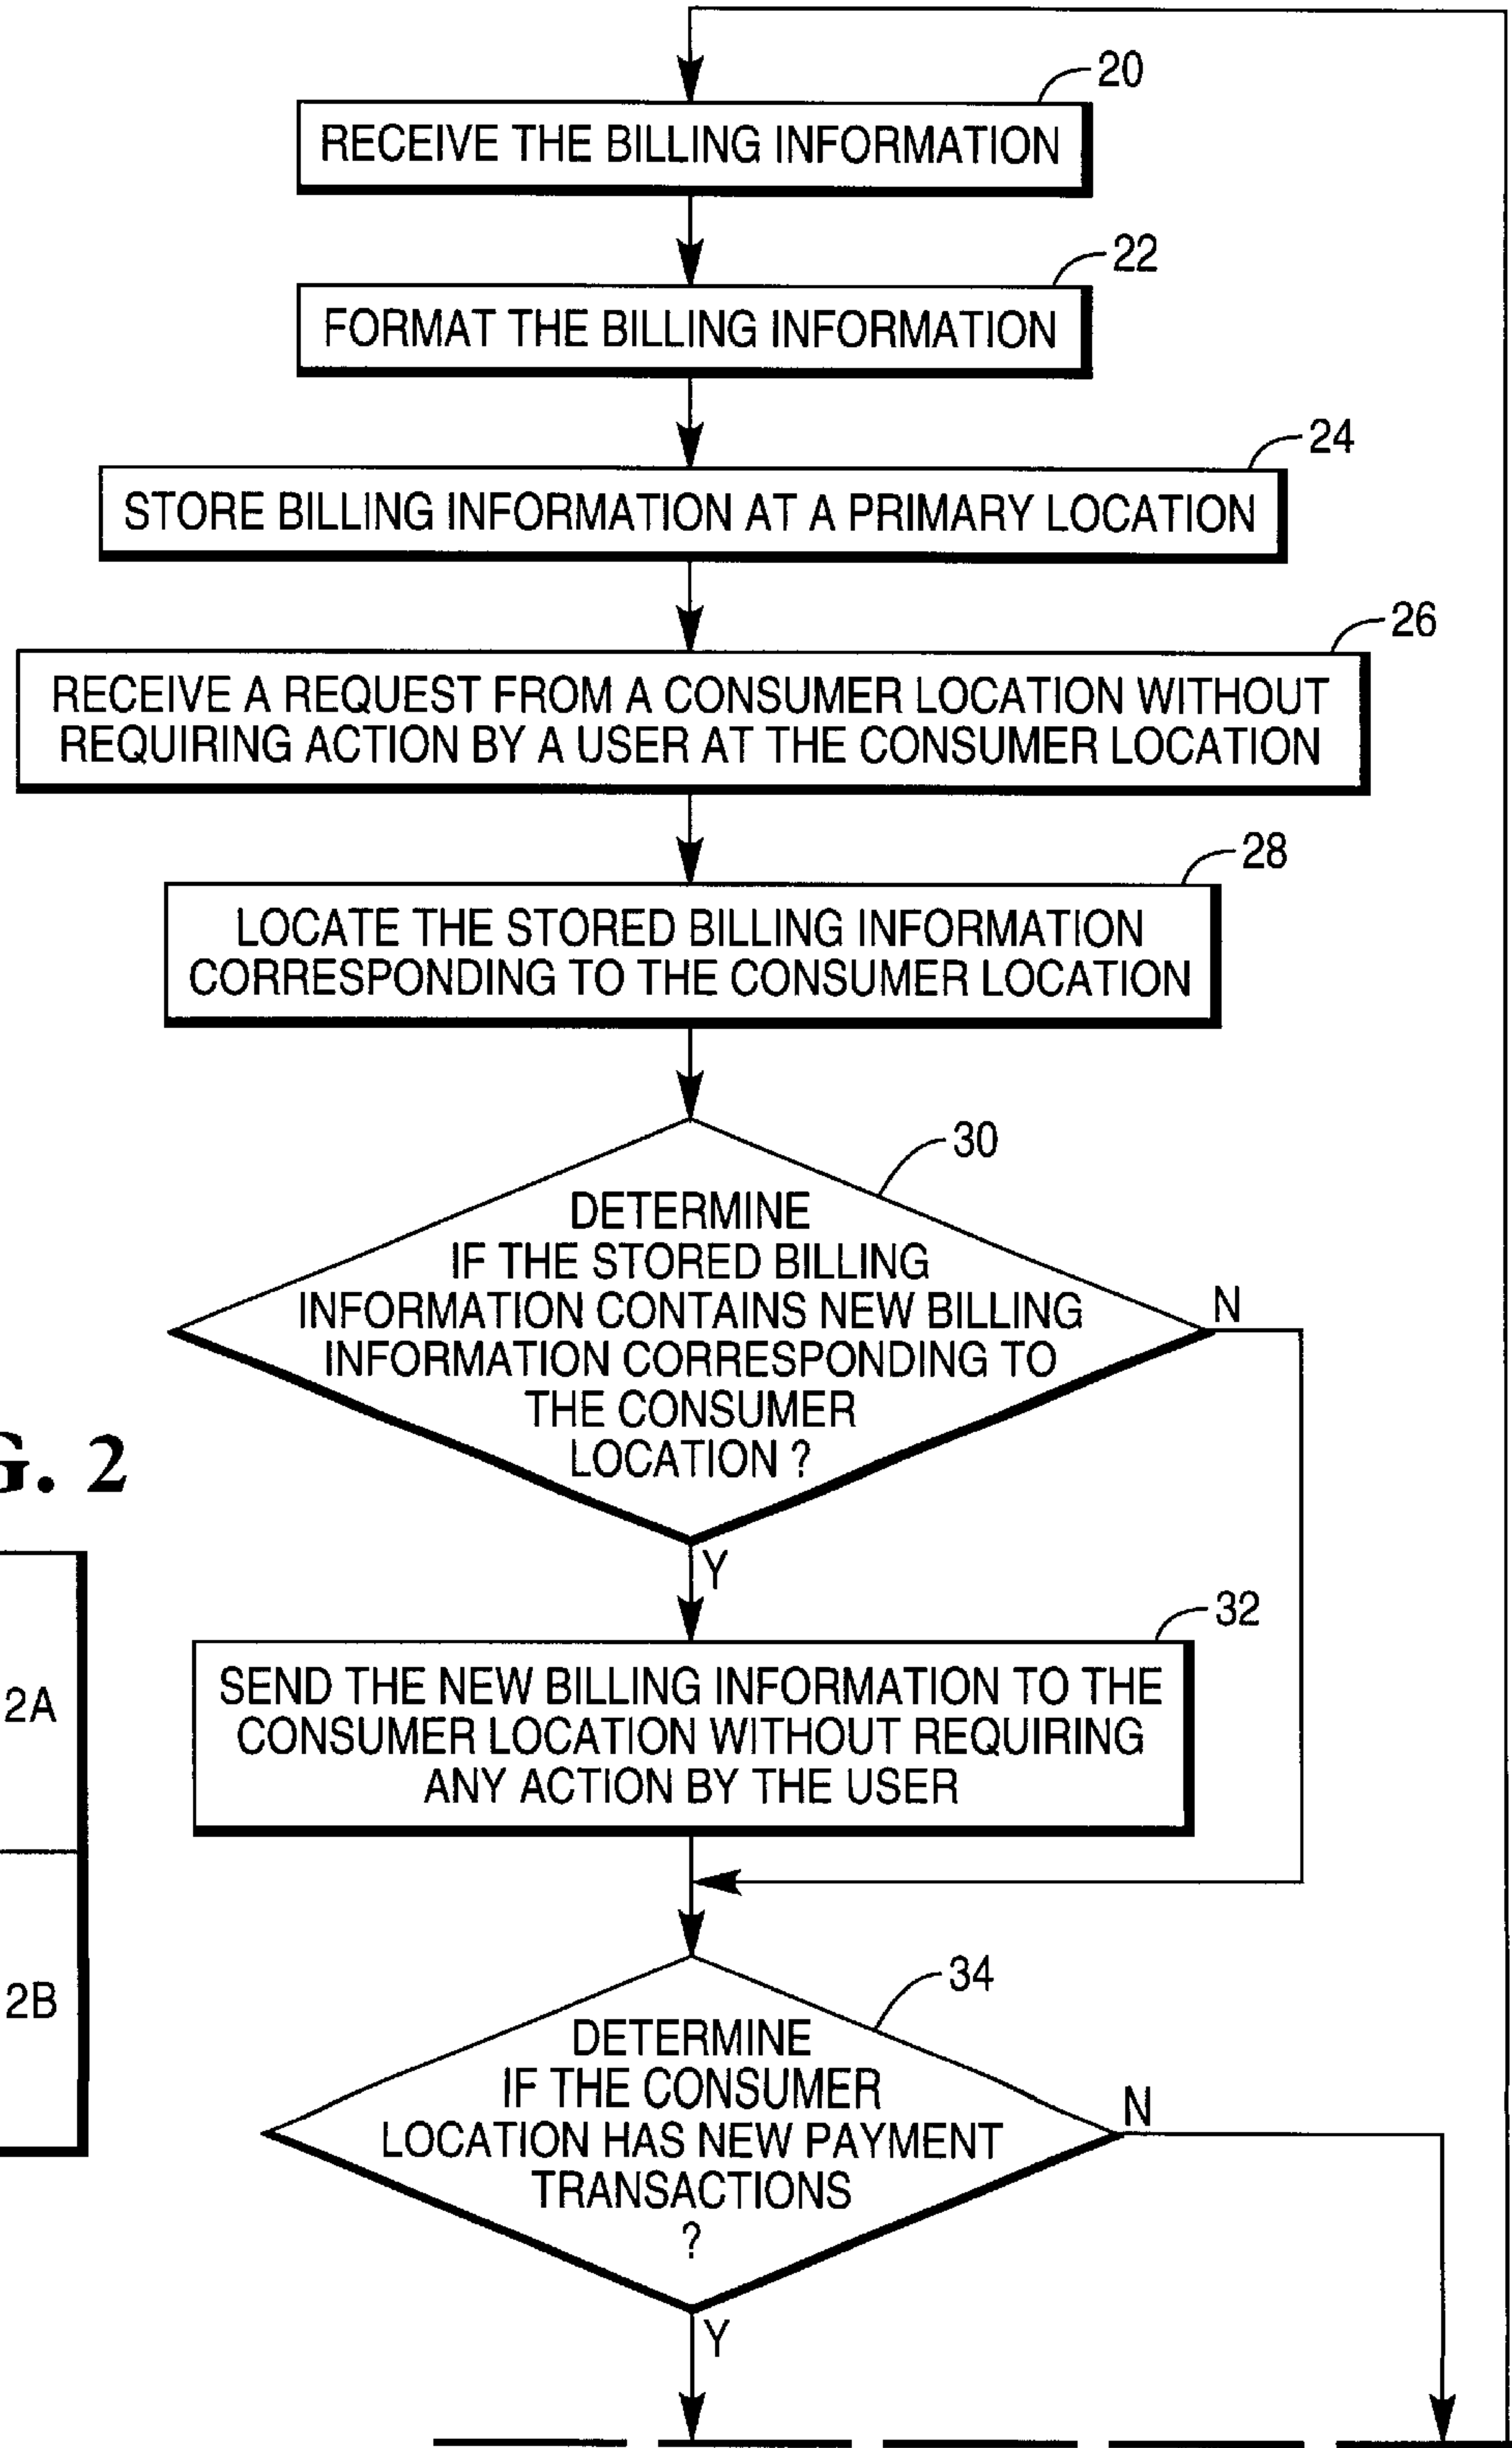 20
RECEIVE THE BILLING INFORMATION
22
FORMAT THE BILLING INFORMATION
24
STORE BILLING INFORMATION AT A PRIMARY LOCATION
26
RECEIVE A REQUEST FROM A CONSUMER LOCATION WITHOUT
REQUIRING ACTION BY A USER AT THE CONSUMER LOCATION
28
LOCATE THE STORED BILLING INFORMATION
CORRESPONDING TO THE CONSUMER LOCATION
30
DETERMINE
IF THE STORED BILLING
INFORMATION CONTAINS NEW BILLING
INFORMATION CORRESPONDING TO
THE CONSUMER
LOCATION ?
N
Y
G. 2
2A
2B
32
SEND THE NEW BILLING INFORMATION TO THE
CONSUMER LOCATION WITHOUT REQUIRING
ANY ACTION BY THE USER
34
DETERMINE
IF THE CONSUMER
LOCATION HAS NEW PAYMENT
TRANSACTIONS
?
N
Y